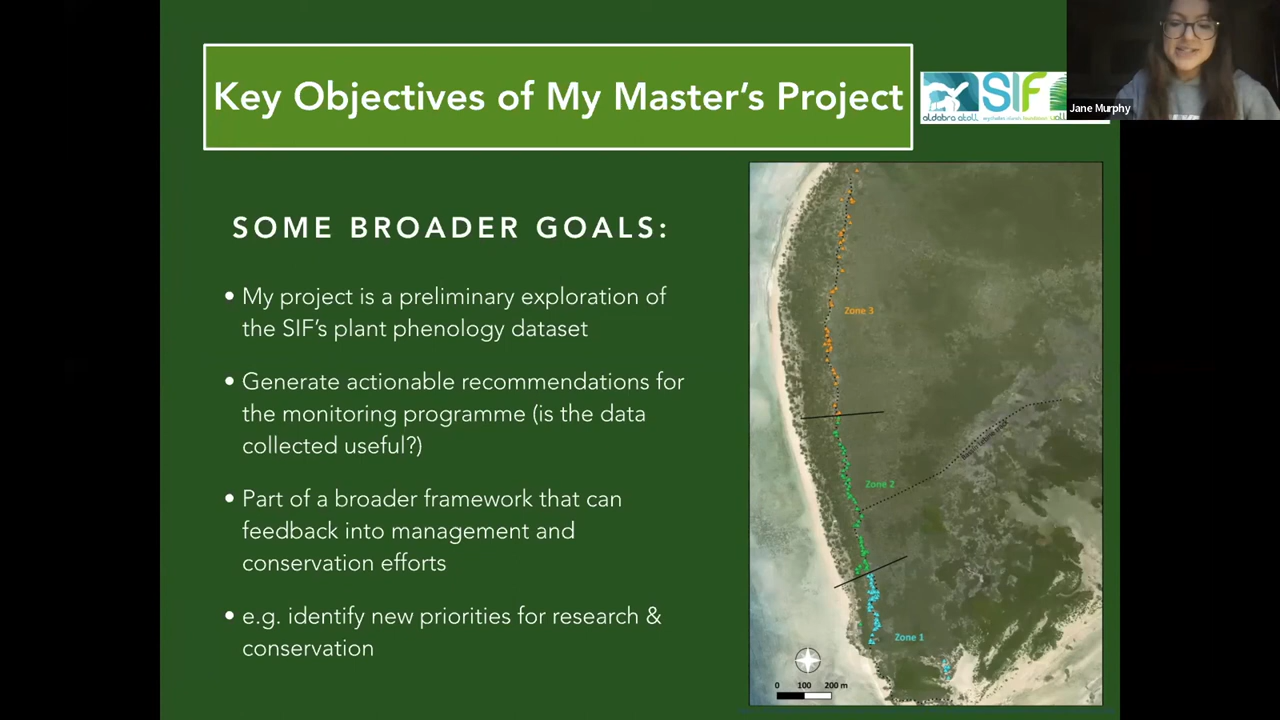 Key Objectives of My Master's Project
SIF
aldabra atoll
Jane Murphy
SOME BROADER GOALS:
• My project is a preliminary exploration of
the SIF's plant phenology dataset
• Generate actionable recommendations for
the monitoring programme (is the data
collected useful?)
• Part of a broader framework that can
feedback into management and
conservation efforts
• e.g. identify new priorities for research &
conservation
Zone 3
Zone 2
Zone 1
0 100 200 m